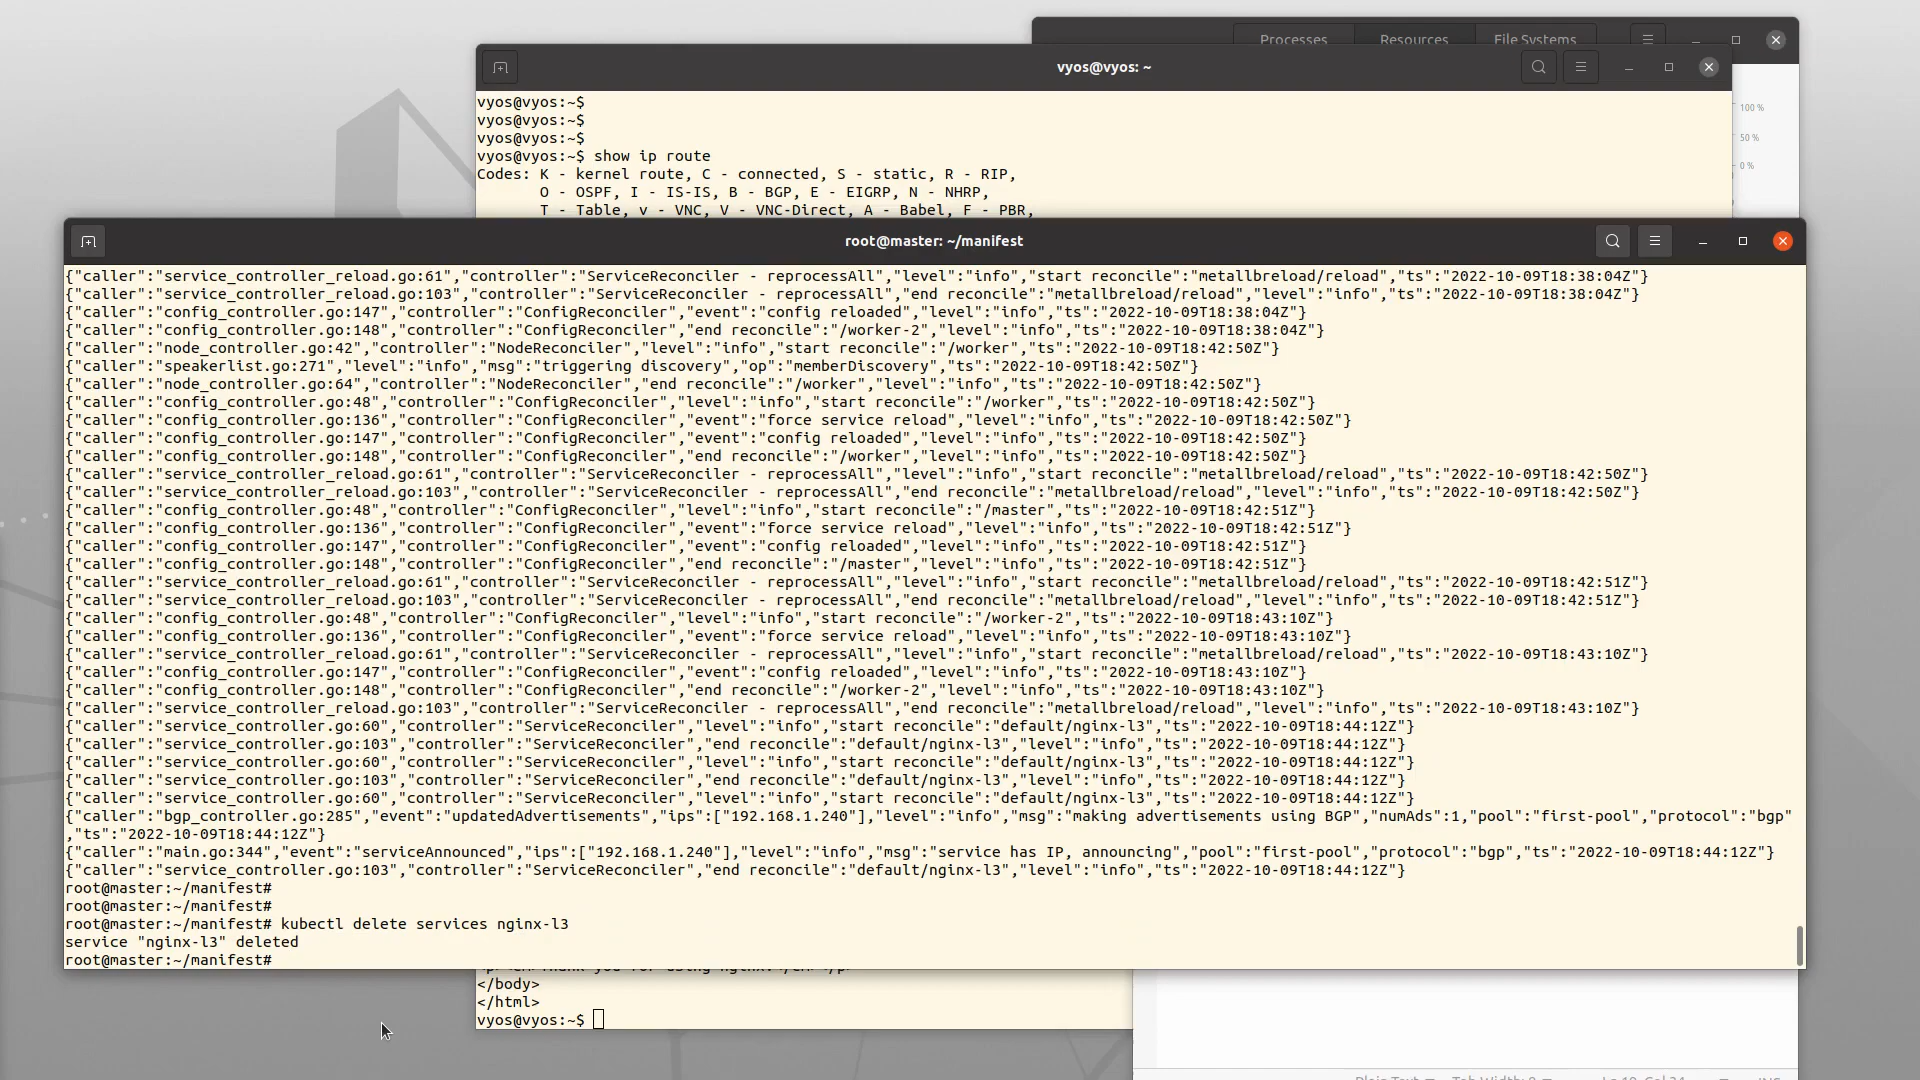 Processes Resources File Systems
vyos@vyos: ~
100 %
50 %
0 %
vyos@vyos:~$
vyos@vyos:~$
vyos@vyos:~$
vyos@vyos:~$ show ip route
Codes: K - kernel route, C - connected, S - static, R - RIP,
O - OSPF, I - IS-IS, B - BGP, E - EIGRP, N - NHRP,
T - Table, v - VNC, V - VNC-Direct, A - Babel, F - PBR,
root@master: ~/manifest
{"caller":"service_controller_reload.go:61","controller":"ServiceReconciler - reprocessAll","level":"info","start reconcile":"metallbreload/reload","ts":"2022-10-09T18:38:04Z"}
{"caller":"service_controller_reload.go:103","controller":"ServiceReconciler - reprocessAll","end reconcile":"metallbreload/reload","level":"info","ts":"2022-10-09T18:38:04Z"}
{"caller":"config_controller.go:147","controller":"ConfigReconciler","event":"config reloaded","level":"info","ts":"2022-10-09T18:38:04Z"}
{"caller":"config_controller.go:148","controller":"ConfigReconciler","end reconcile":"/worker-2","level":"info","ts":"2022-10-09T18:38:04Z"}
{"caller":"node_controller.go:42","controller":"NodeReconciler","level":"info","start reconcile":"/worker","ts":"2022-10-09T18:42:50Z"}
{"caller":"speakerlist.go:271","level":"info","msg":"triggering discovery","op":"memberDiscovery","ts":"2022-10-09T18:42:50Z"}
{"caller":"node_controller.go:64","controller":"NodeReconciler","end reconcile":"/worker","level":"info","ts":"2022-10-09T18:42:50Z"}
{"caller":"config_controller.go:48","controller":"ConfigReconciler","level":"info","start reconcile":"/worker","ts":"2022-10-09T18:42:50Z"}
{"caller":"config_controller.go:136","controller":"ConfigReconciler","event":"force service reload","level":"info","ts":"2022-10-09T18:42:50Z"}
{"caller":"config_controller.go:147","controller":"ConfigReconciler","event":"config reloaded","level":"info","ts":"2022-10-09T18:42:50Z"}
{"caller":"config_controller.go:148","controller":"ConfigReconciler","end reconcile":"/worker","level":"info","ts":"2022-10-09T18:42:50Z"}
{"caller":"service_controller_reload.go:61","controller":"ServiceReconciler - reprocessAll","level":"info","start reconcile":"metallbreload/reload","ts":"2022-10-09T18:42:50Z"}
{"caller":"service_controller_reload.go:103","controller":"ServiceReconciler - reprocessAll","end reconcile":"metallbreload/reload","level":"info","ts":"2022-10-09T18:42:50Z"}
{"caller":"config_controller.go:48","controller":"ConfigReconciler","level":"info","start reconcile":"/master","ts":"2022-10-09T18:42:51Z"}
{"caller":"config_controller.go:136","controller":"ConfigReconciler","event":"force service reload","level":"info","ts":"2022-10-09T18:42:51Z"}
{"caller":"config_controller.go:147","controller":"ConfigReconciler","event":"config reloaded","level":"info","ts":"2022-10-09T18:42:51Z"}
{"caller":"config_controller.go:148","controller":"ConfigReconciler","end reconcile":"/master","level":"info","ts":"2022-10-09T18:42:51Z"}
{"caller":"service_controller_reload.go:61","controller":"ServiceReconciler - reprocessAll","level":"info","start reconcile":"metallbreload/reload","ts":"2022-10-09T18:42:51Z"}
{"caller":"service_controller_reload.go:103","controller":"ServiceReconciler - reprocessAll","end reconcile":"metallbreload/reload","level":"info","ts":"2022-10-09T18:42:51Z"}
{"caller":"config_controller.go:48","controller":"ConfigReconciler","level":"info","start reconcile":"/worker-2","ts":"2022-10-09T18:43:10Z"}
{"caller":"config_controller.go:136","controller":"ConfigReconciler","event":"force service reload","level":"info","ts":"2022-10-09T18:43:10Z"}
{"caller":"service_controller_reload.go:61","controller":"ServiceReconciler - reprocessAll","level":"info","start reconcile":"metallbreload/reload","ts":"2022-10-09T18:43:10Z"}
{"caller":"config_controller.go:147","controller":"ConfigReconciler","event":"config reloaded","level":"info","ts":"2022-10-09T18:43:10Z"}
{"caller":"config_controller.go:148","controller":"ConfigReconciler","end reconcile":"/worker-2","level":"info","ts":"2022-10-09T18:43:10Z"}
{"caller":"service_controller_reload.go:103","controller":"ServiceReconciler - reprocessAll","end reconcile":"metallbreload/reload","level":"info","ts":"2022-10-09T18:43:10Z"}
{"caller":"service_controller.go:60","controller":"ServiceReconciler","level":"info","start reconcile":"default/nginx-l3","ts":"2022-10-09T18:44:12Z"}
{"caller":"service_controller.go:103","controller":"ServiceReconciler","end reconcile":"default/nginx-l3","level":"info","ts":"2022-10-09T18:44:12Z"}
{"caller":"service_controller.go:60","controller":"ServiceReconciler","level":"info","start reconcile":"default/nginx-l3","ts":"2022-10-09T18:44:12Z"}
{"caller":"service_controller.go:103","controller":"ServiceReconciler","end reconcile":"default/nginx-l3","level":"info","ts":"2022-10-09T18:44:12Z"}
{"caller":"service_controller.go:60","controller":"ServiceReconciler","level":"info","start reconcile":"default/nginx-l3","ts":"2022-10-09T18:44:12Z"}
{"caller":"bgp_controller.go:285","event":"updatedAdvertisements","ips":["192.168.1.240"],"level":"info","msg":"making advertisements using BGP","numAds":1,"pool":"first-pool","protocol":"bgp"
,"ts":"2022-10-09T18:44:12Z"}
{"caller":"main.go:344","event":"serviceAnnounced","ips":["192.168.1.240"],"level":"info","msg":"service has IP, announcing","pool":"first-pool","protocol":"bgp","ts":"2022-10-09T18:44:12Z"}
{"caller":"service_controller.go:103","controller":"ServiceReconciler","end reconcile":"default/nginx-l3","level":"info","ts":"2022-10-09T18:44:12Z"}
root@master:~/manifest#
root@master:~/manifest#
root@master:~/manifest# kubectl delete services nginx-l3
service "nginx-l3" deleted
root@master:~/manifest#
</body>
</html>
vyos@vyos:~$